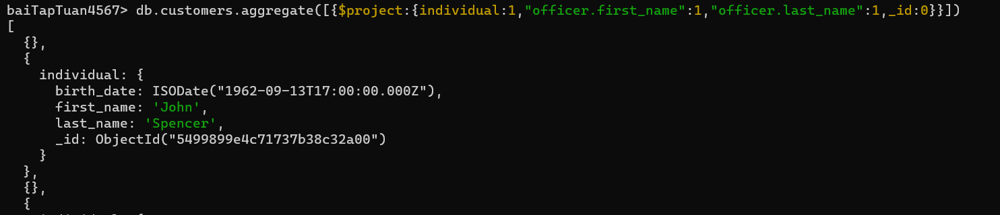 baiTapTuan4567> db.customers.aggregate([{$project:{individual:1,"officer.first_name":1,"officer.last_name":1,_id:0}}])
[
  {},
  {
    individual: {
      birth_date: ISODate("1962-09-13T17:00:00.000Z"),
      first_name: 'John',
      last_name: 'Spencer',
      _id: ObjectId("5499899e4c71737b38c32a00")
    }
  },
  {},
  {